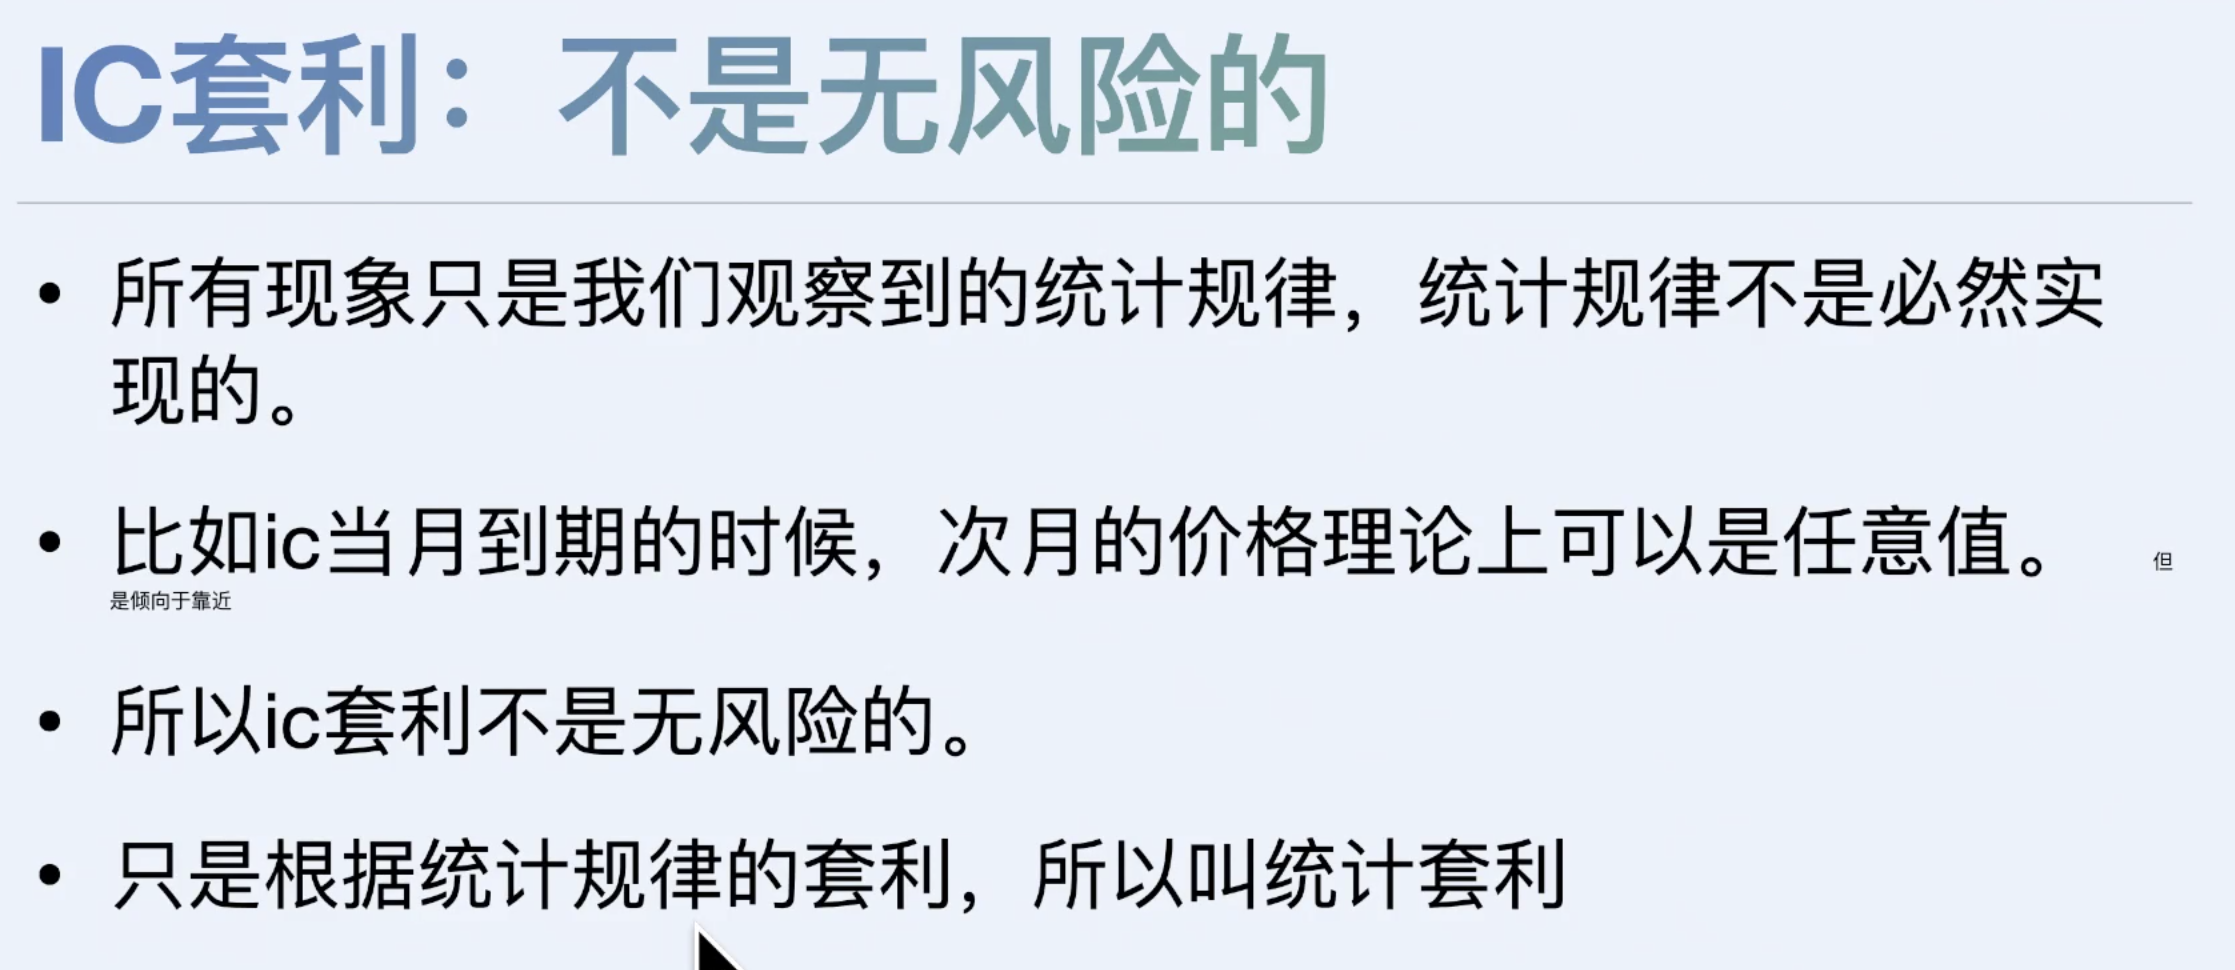 IC套利：不是无风险的
• 所有现象只是我们观察到的统计规律，统计规律不是必然实
现的。
• 比如ic当月到期的时候，次月的价格理论上可以是任意值。 但
是倾向于靠近
• 所以ic套利不是无风险的。
• 只是根据统计规律的套利，所以叫统计套利